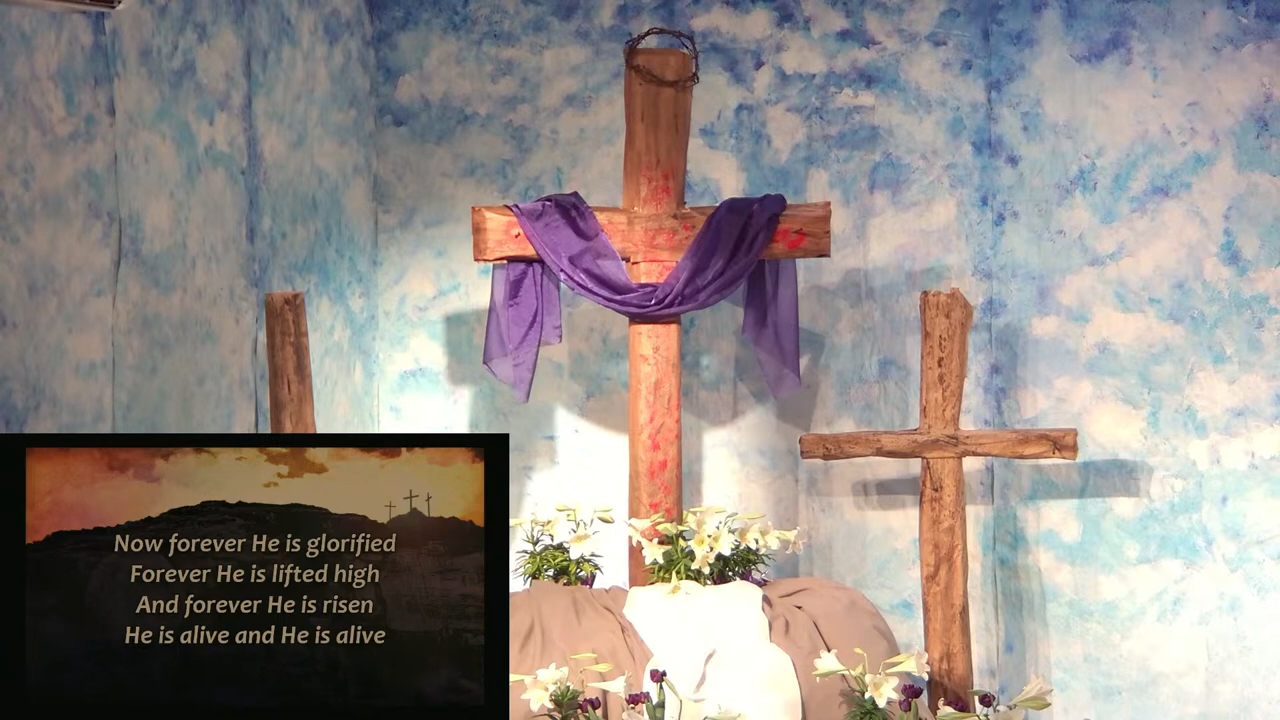 Now forever He is glorified
Forever He is lifted high
And forever He is risen
He is alive and He is alive